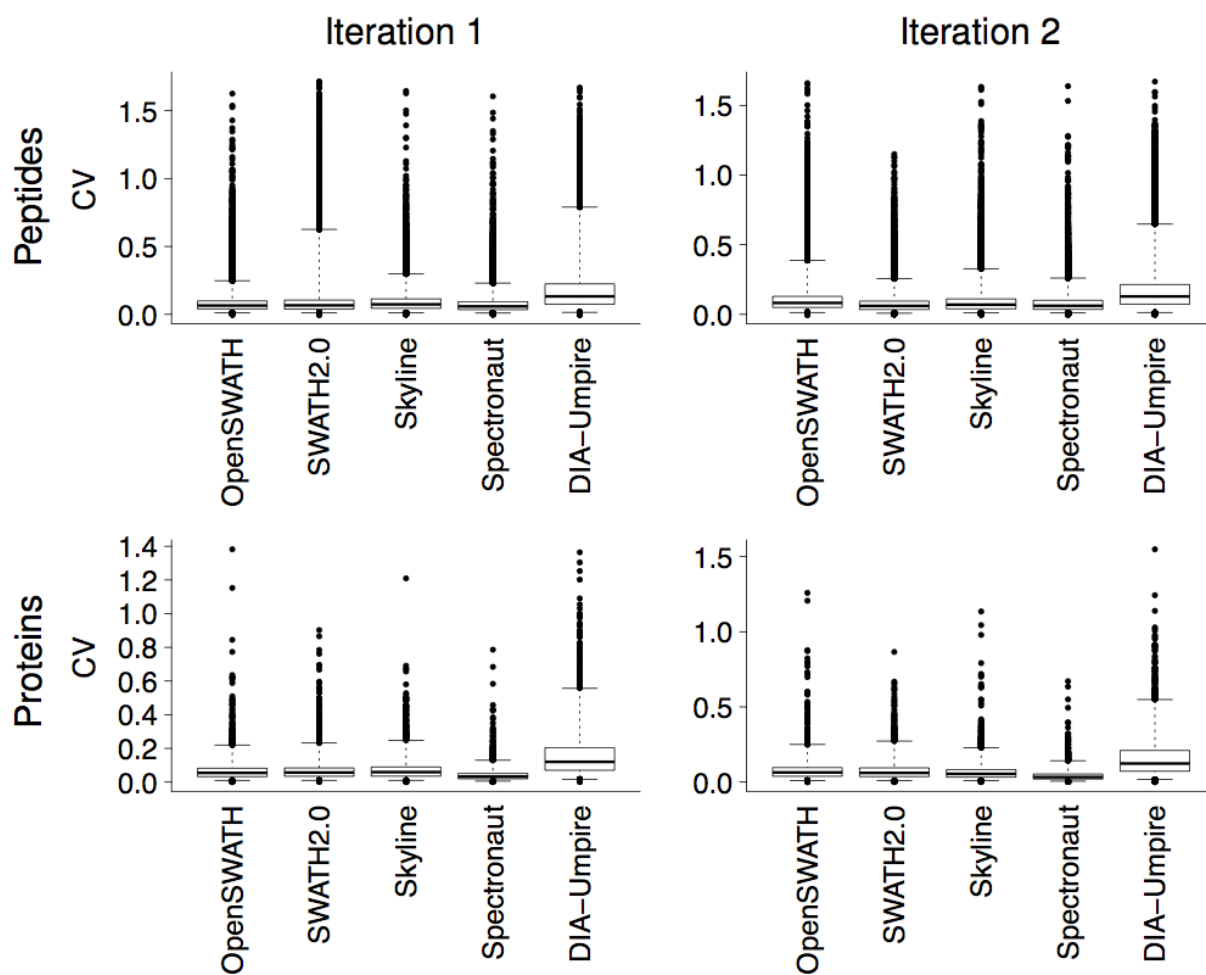 Iteration 1
Iteration 2
Peptides
CV
1.5
1.0
0.5
0.0
OpenSWATH
SWATH2.0
Skyline
Spectronaut
DIA-Umpire
1.5
1.0
0.5
0.0
OpenSWATH
SWATH2.0
Skyline
Spectronaut
DIA-Umpire
Proteins
CV
1.4
1.2
1.0
0.8
0.6
0.4
0.2
0.0
OpenSWATH
SWATH2.0
Skyline
Spectronaut
DIA-Umpire
1.5
1.0
0.5
0.0
OpenSWATH
SWATH2.0
Skyline
Spectronaut
DIA-Umpire